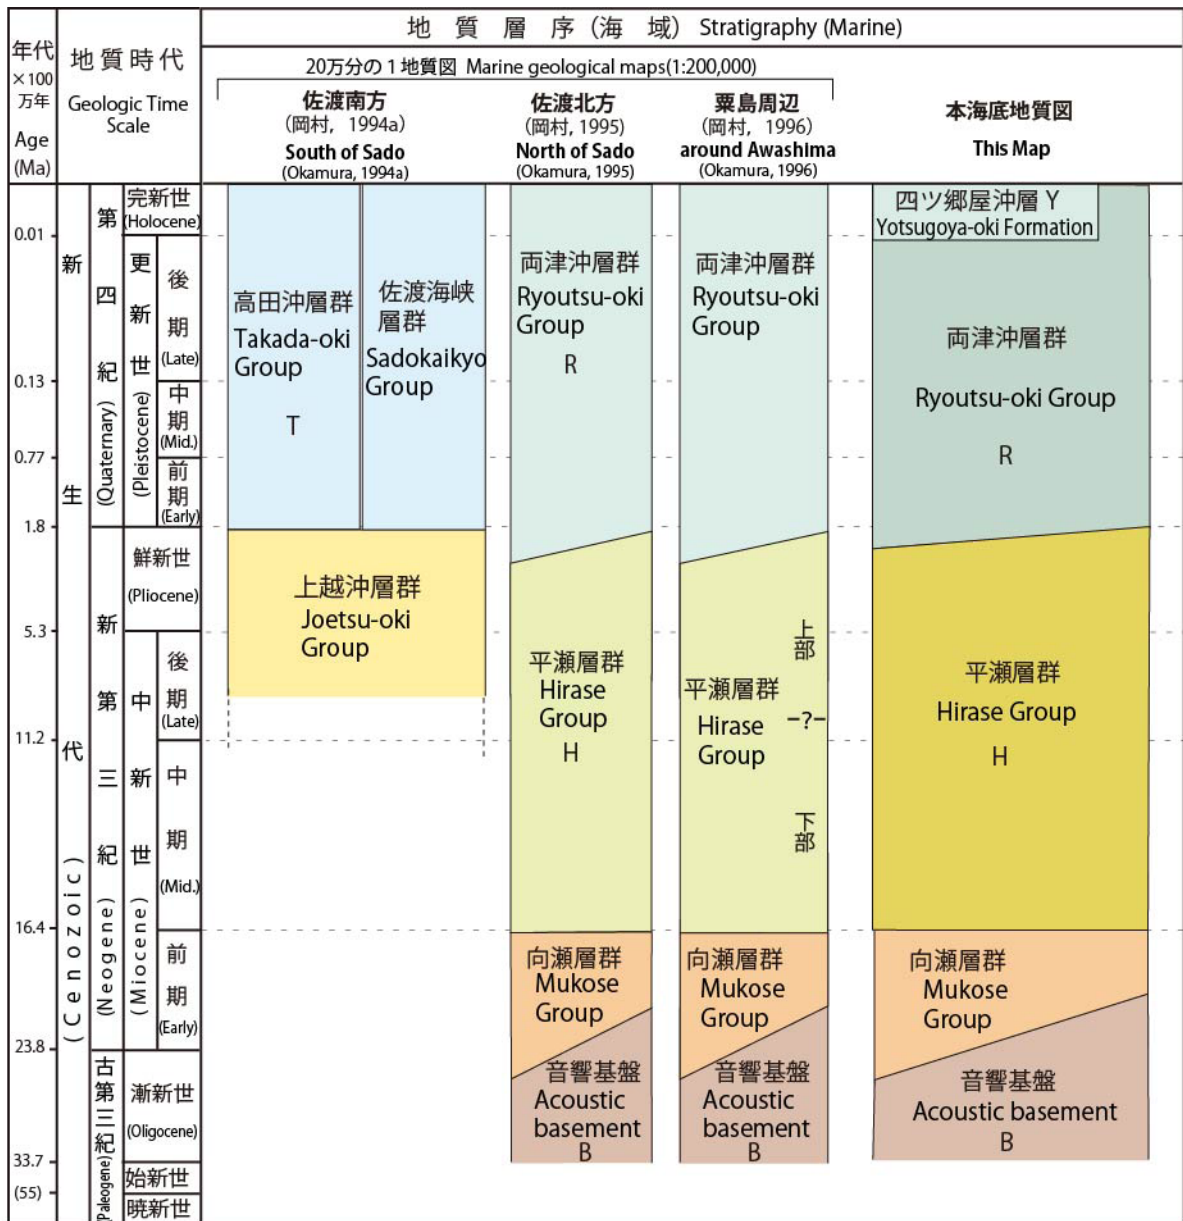 地質層序（海域）Stratigraphy (Marine)
年代
×100
万年
Age
(Ma)
地質時代
Geologic Time
Scale
20万分の1地質図 Marine geological maps(1:200,000)
佐渡南方
（岡村，1994a）
South of Sado
(Okamura, 1994a)
佐渡北方
（岡村, 1995）
North of Sado
(Okamura, 1995)
粟島周辺
（岡村, 1996）
around Awashima
(Okamura, 1996)
本海底地質図
This Map
0.01
0.13
0.77
1.8
5.3
11.2
16.4
23.8
33.7
(55)
新生代
(Cenozoic)
第四紀
(Quaternary)
新第三紀
(Neogene)
古第三紀
(Paleogene)
完新世
(Holocene)
更新世
(Pleistocene)
後期
(Late)
中期
(Mid.)
前期
(Early)
鮮新世
(Pliocene)
中新世
(Miocene)
後期
(Late)
中期
(Mid.)
前期
(Early)
漸新世
(Oligocene)
始新世
暁新世
高田沖層群
Takada-oki
Group
T
佐渡海峡
層群
Sadokaikyo
Group
上越沖層群
Joetsu-oki
Group
両津沖層群
Ryoutsu-oki
Group
R
平瀬層群
Hirase
Group
H
向瀬層群
Mukose
Group
音響基盤
Acoustic
basement
B
両津沖層群
Ryoutsu-oki
Group
上部
平瀬層群
Hirase
Group
-?-
下部
向瀬層群
Mukose
Group
音響基盤
Acoustic
basement
B
四ツ郷屋沖層 Y
Yotsugoya-oki Formation
両津沖層群
Ryoutsu-oki Group
R
平瀬層群
Hirase Group
H
向瀬層群
Mukose
Group
音響基盤
Acoustic basement
B